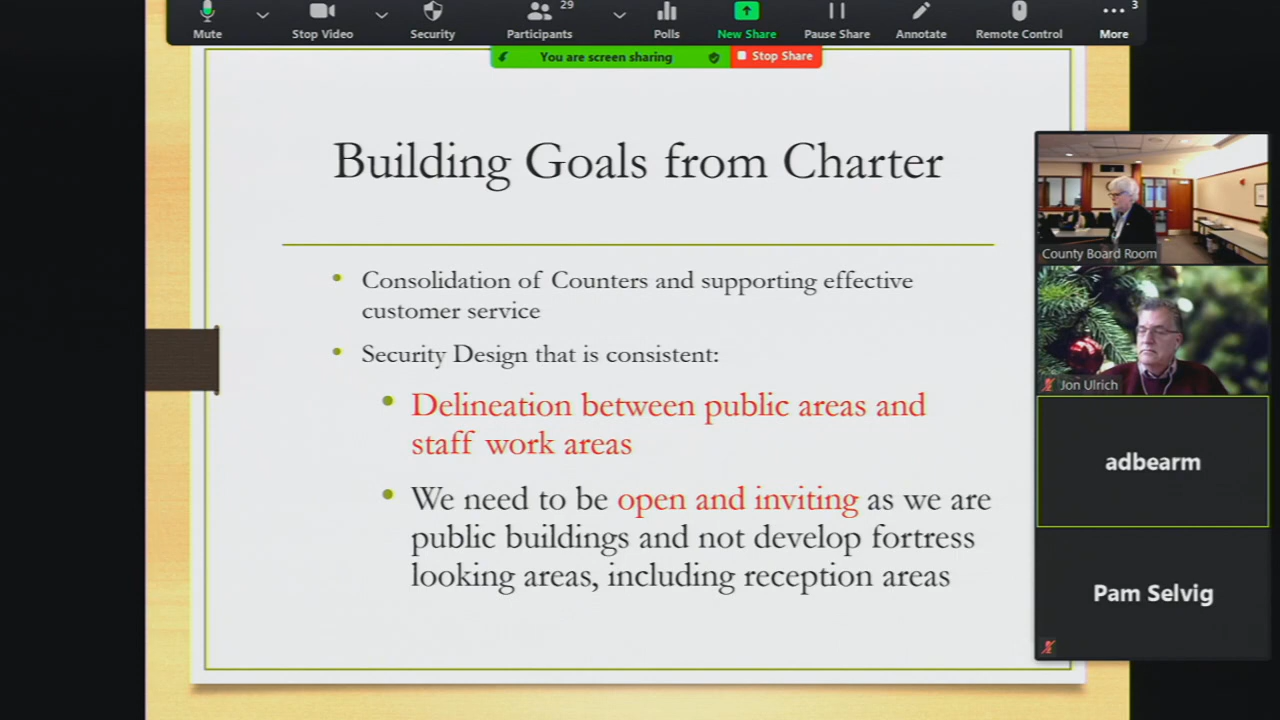 29
3
Mute
Stop Video
Security
Participants
Polls
New Share
Pause Share
Annotate
Remote Control
More
You are screen sharing
Stop Share
Building Goals from Charter
• Consolidation of Counters and supporting effective
customer service
• Security Design that is consistent:
• Delineation between public areas and
staff work areas
• We need to be open and inviting as we are
public buildings and not develop fortress
looking areas, including reception areas
County Board Room
Jon Ulrich
adbearm
Pam Selvig